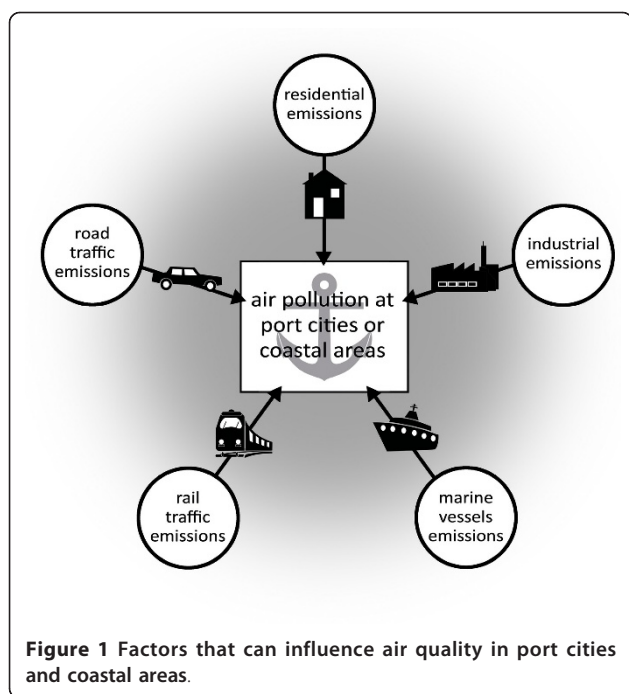 residential
emissions
road
traffic
emissions
industrial
emissions
air pollution at
port cities or
coastal areas
rail
traffic
emissions
marine
vessels
emissions
Figure 1 Factors that can influence air quality in port cities
and coastal areas.